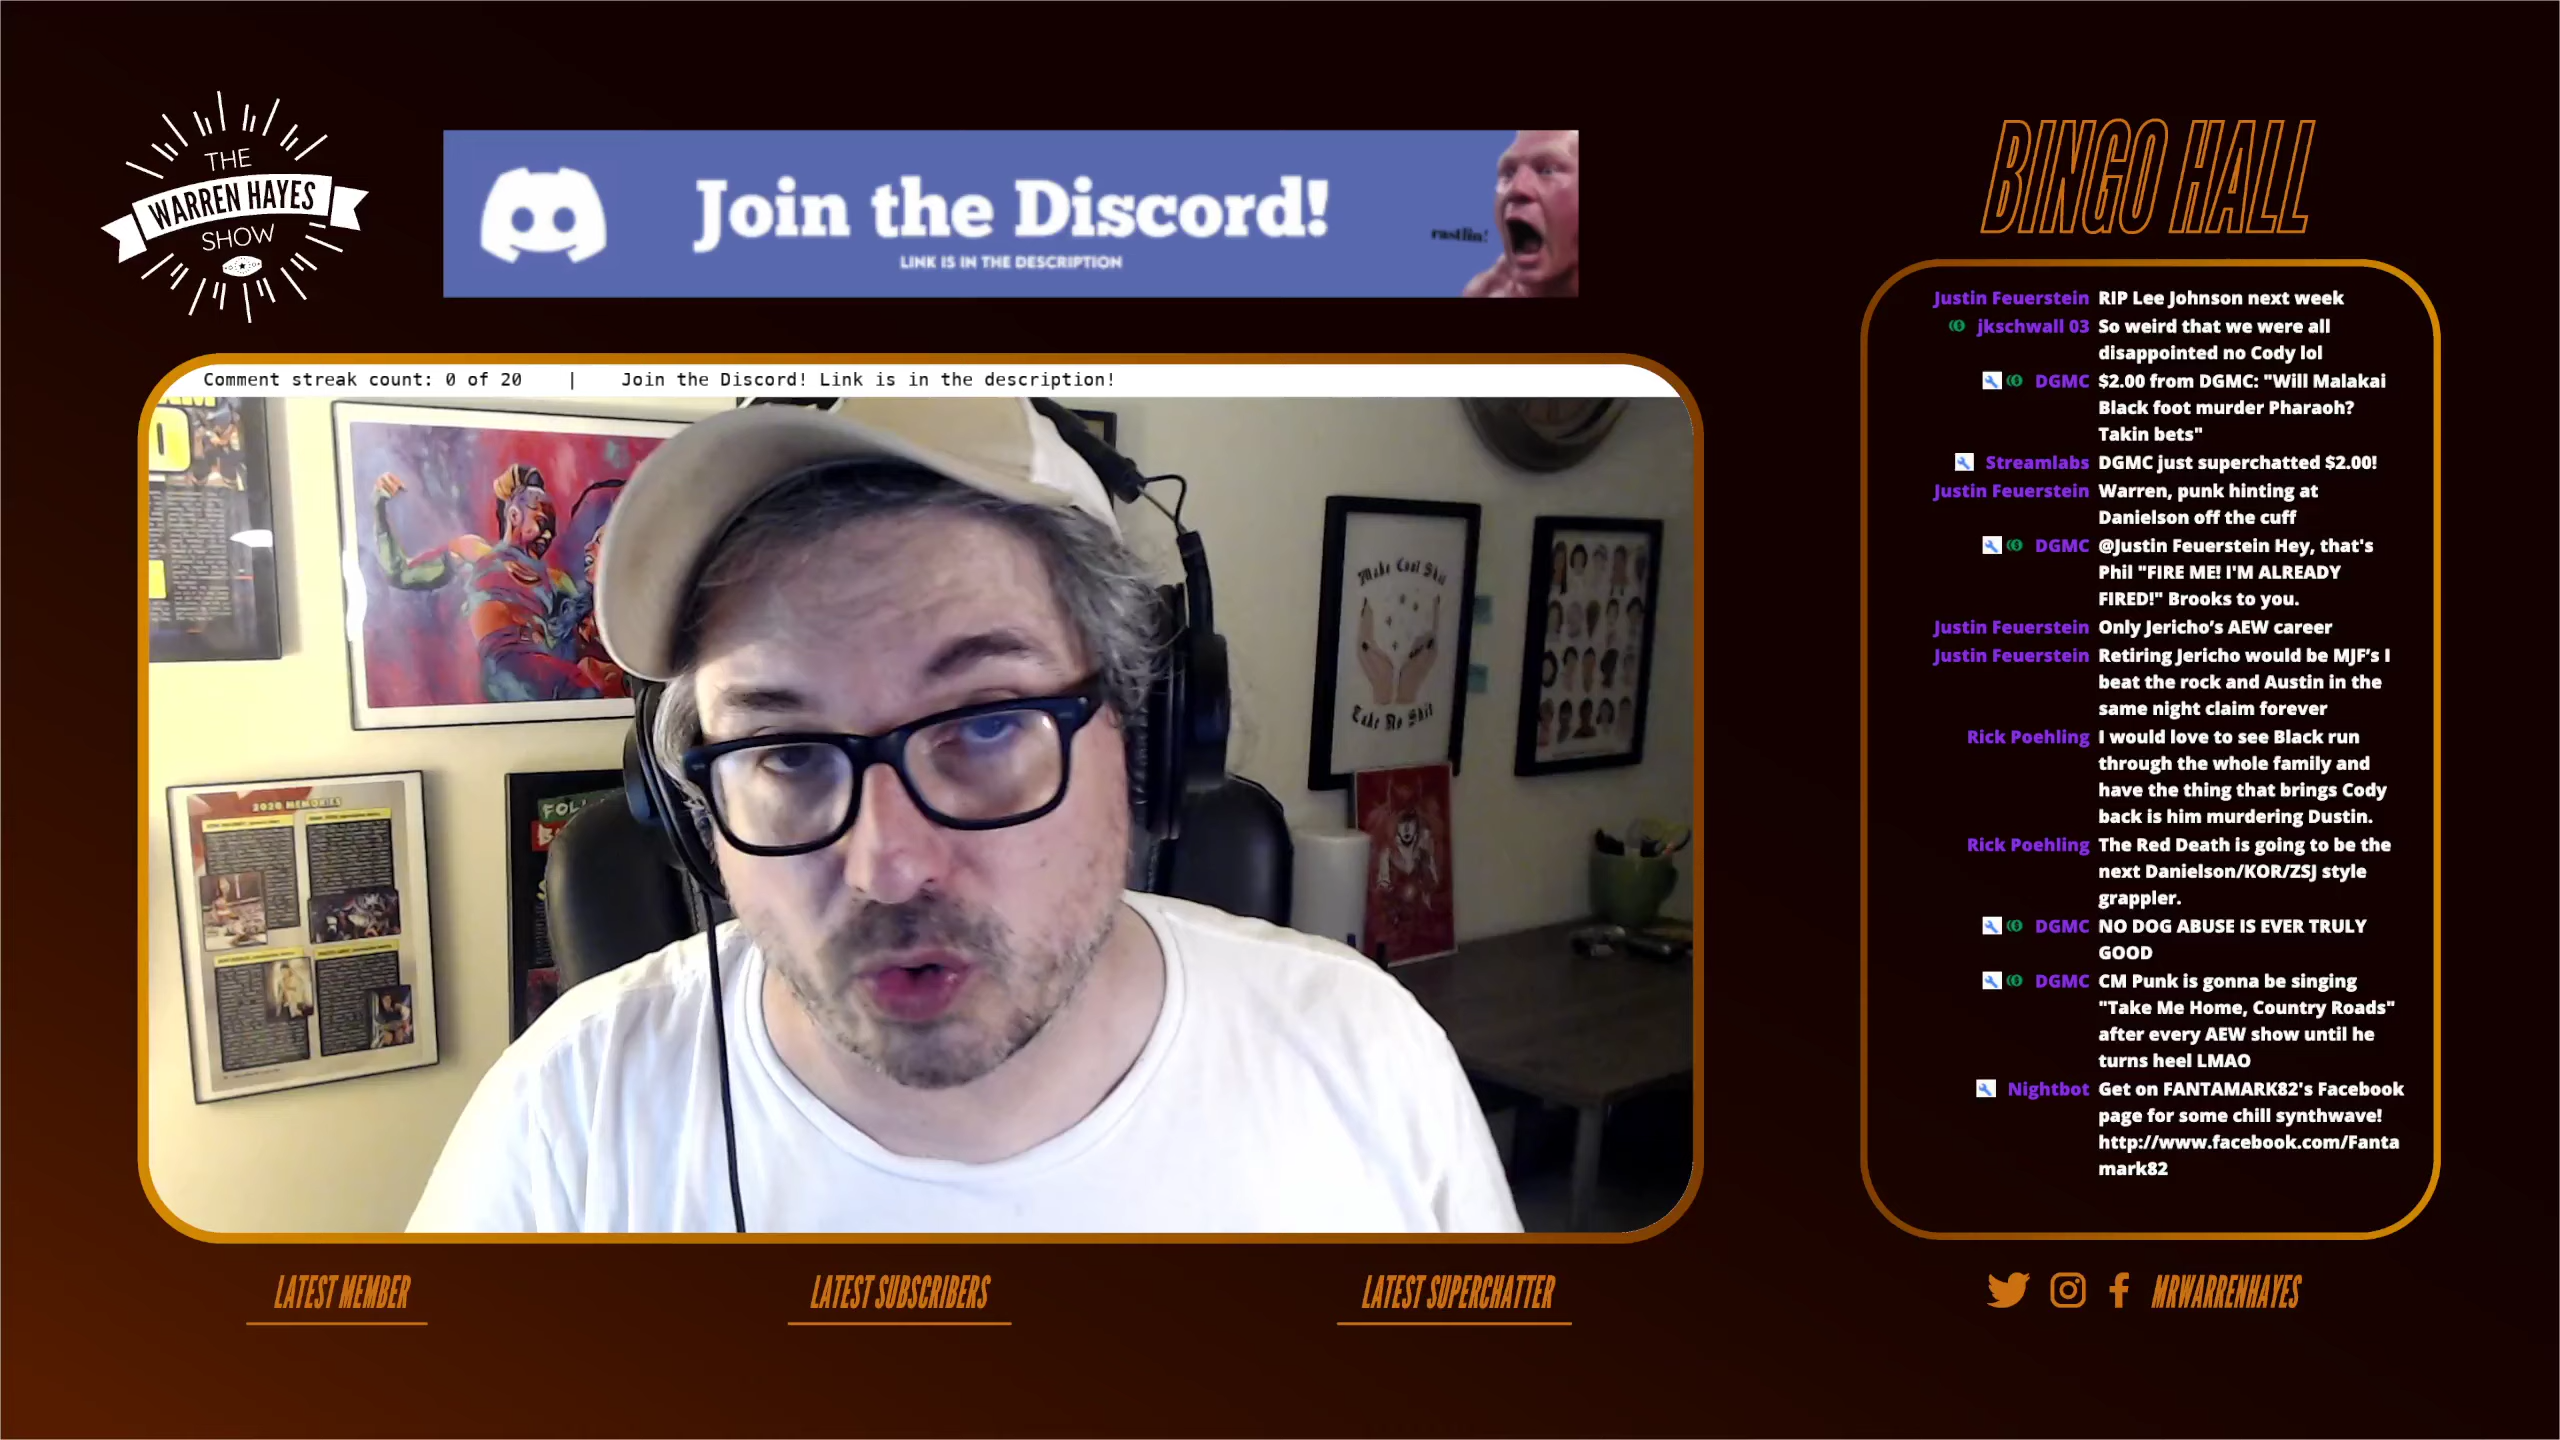 THE
WARREN HAYES
SHOW
Join the Discord!
LINK IS IN THE DESCRIPTION
rastlin!
BINGO HALL
Comment streak count: 0 of 20 | Join the Discord! Link is in the description!
2020 MEMORIES
FOL
Make Cool Shit
Take No Shit
Justin Feuerstein RIP Lee Johnson next week
jkschwall 03 So weird that we were all
disappointed no Cody lol
DGMC $2.00 from DGMC: "Will Malakai
Black foot murder Pharaoh?
Takin bets"
Streamlabs DGMC just superchatted $2.00!
Justin Feuerstein Warren, punk hinting at
Danielson off the cuff
DGMC @Justin Feuerstein Hey, that's
Phil "FIRE ME! I'M ALREADY
FIRED!" Brooks to you.
Justin Feuerstein Only Jericho’s AEW career
Justin Feuerstein Retiring Jericho would be MJF’s I
beat the rock and Austin in the
same night claim forever
Rick Poehling I would love to see Black run
through the whole family and
have the thing that brings Cody
back is him murdering Dustin.
Rick Poehling The Red Death is going to be the
next Danielson/KOR/ZSJ style
grappler.
DGMC NO DOG ABUSE IS EVER TRULY
GOOD
DGMC CM Punk is gonna be singing
"Take Me Home, Country Roads"
after every AEW show until he
turns heel LMAO
Nightbot Get on FANTAMARK82's Facebook
page for some chill synthwave!
http://www.facebook.com/Fanta
mark82
LATEST MEMBER
LATEST SUBSCRIBERS
LATEST SUPERCHATTER
MRWARRENHAYES